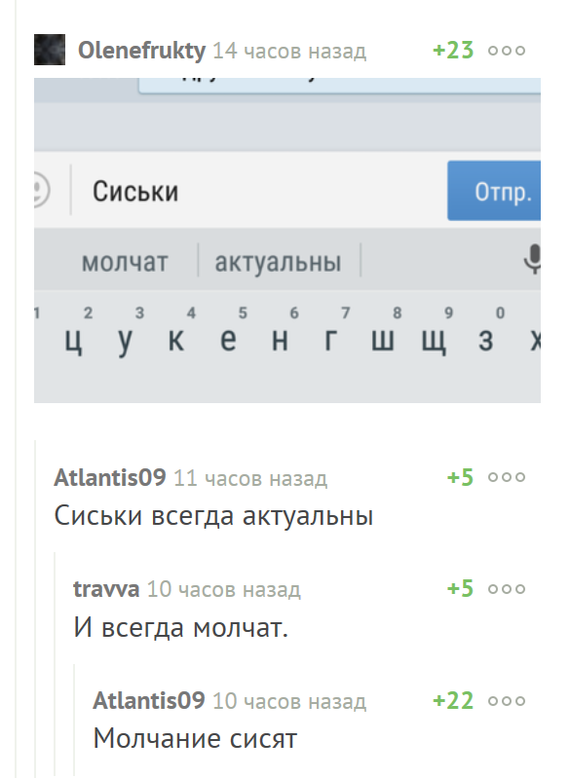 Olenefrukty 14 часов назад +23
Сиськи Отпр.
молчат актуальны
1 2 3 4 5 6 7 8 9 0
ц у к е н г ш щ з х
Atlantis09 11 часов назад +5
Сиськи всегда актуальны
travva 10 часов назад +5
И всегда молчат.
Atlantis09 10 часов назад +22
Молчание сисят